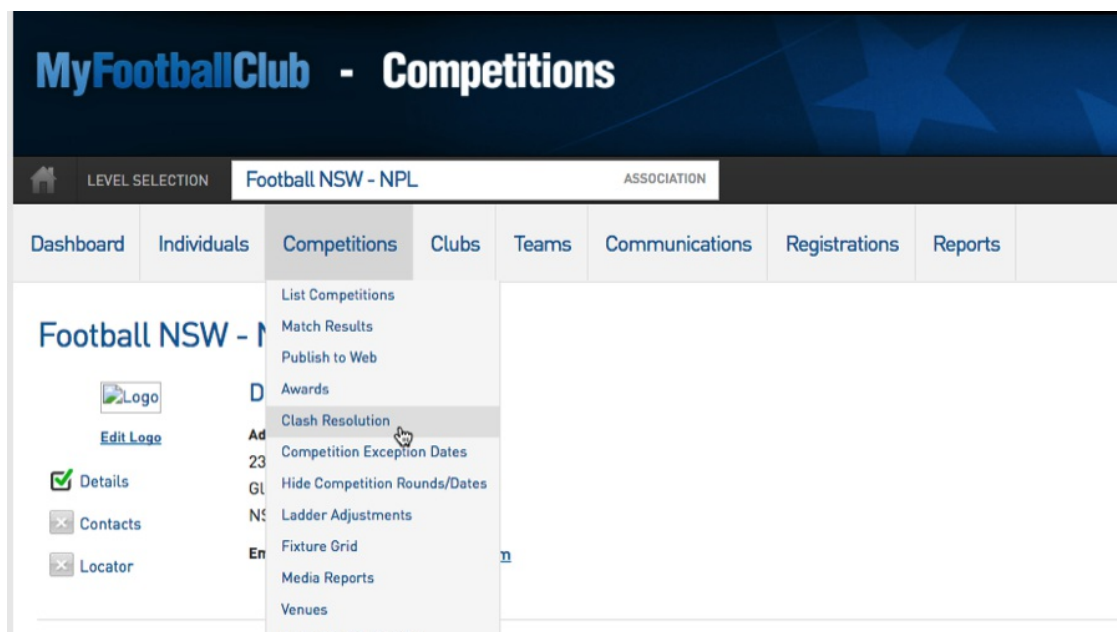 MyFootballClub - Competitions
LEVEL SELECTION Football NSW - NPL ASSOCIATION
Dashboard Individuals Competitions Clubs Teams Communications Registrations Reports
List Competitions
Match Results
Publish to Web
Awards
Clash Resolution
Competition Exception Dates
Hide Competition Rounds/Dates
Ladder Adjustments
Fixture Grid
Media Reports
Venues
Football NSW -
Logo
Edit Logo
Details
Contacts
Locator
D
Ad
23
GL
NS
Em
m